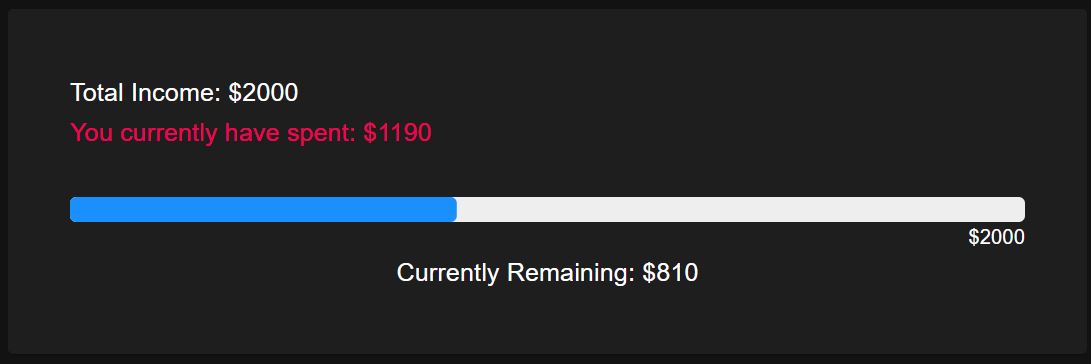 Total Income: $2000
You currently have spent: $1190
$2000
Currently Remaining: $810